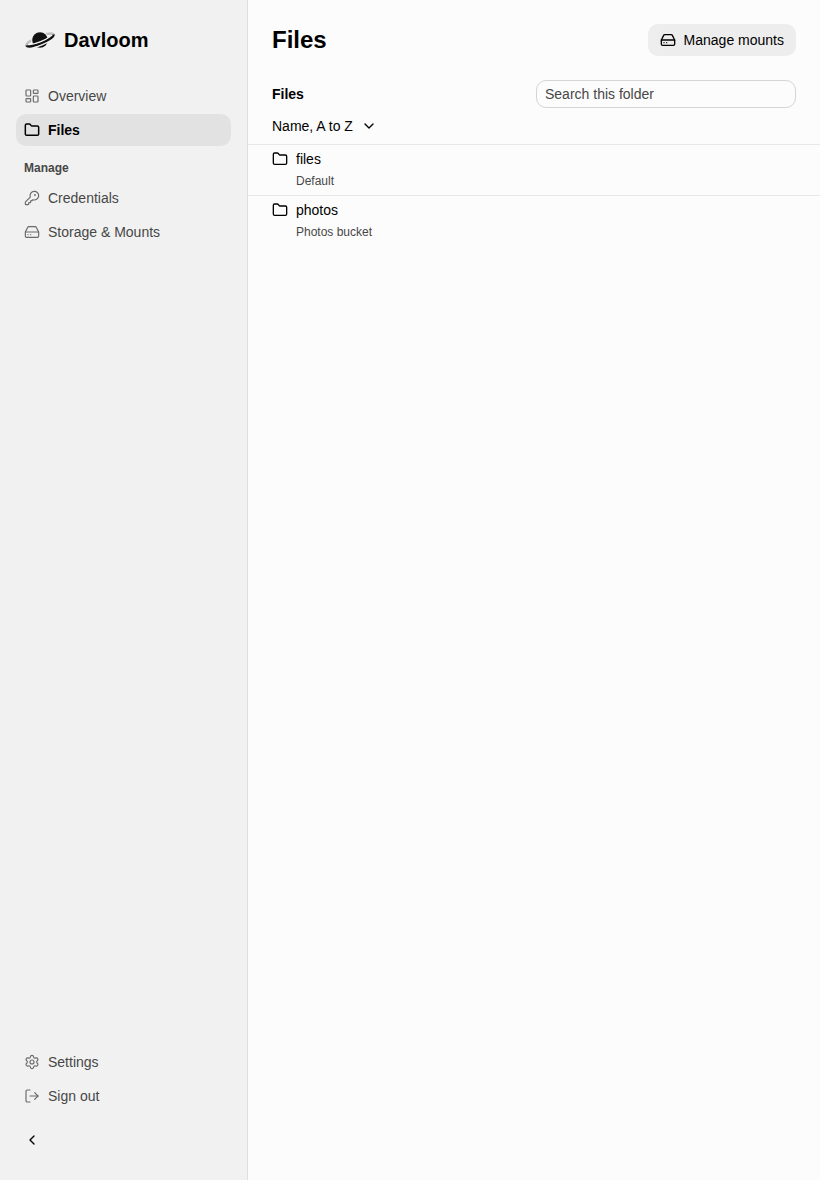 Davloom
Overview
Files
Manage
Credentials
Storage & Mounts
Settings
Sign out
Files
Manage mounts
Files
Search this folder
Name, A to Z
files
Default
photos
Photos bucket